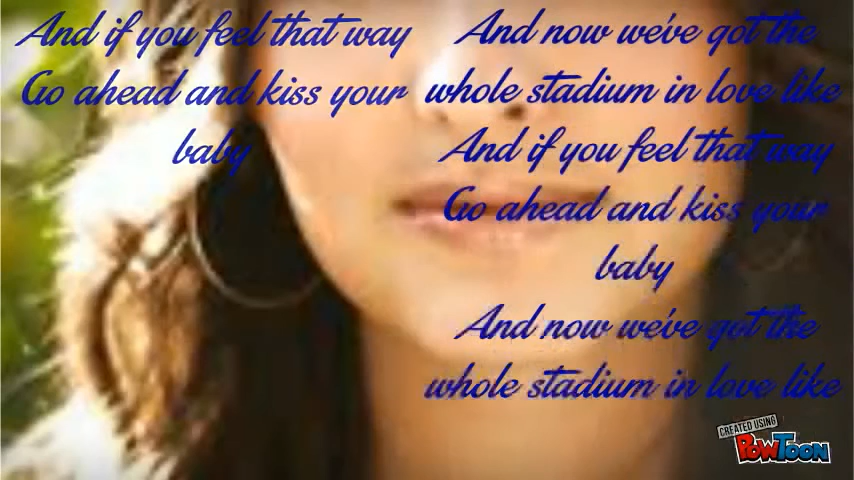 And if you feel that way
Go ahead and kiss your
baby
And now we've got the
whole stadium in love like
And if you feel that way
Go ahead and kiss your
baby
And now we've got the
whole stadium in love like
CREATED USING
POWTOON